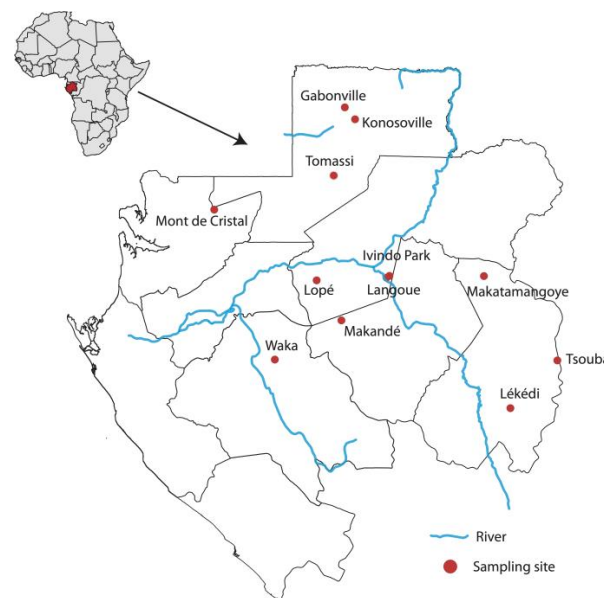 Gabonville
Konosoville
Tomassi
Mont de Cristal
Ivindo Park
Lopé
Langoue
Makatamangoye
Makandé
Waka
Tsouba
Lékédi
River
Sampling site